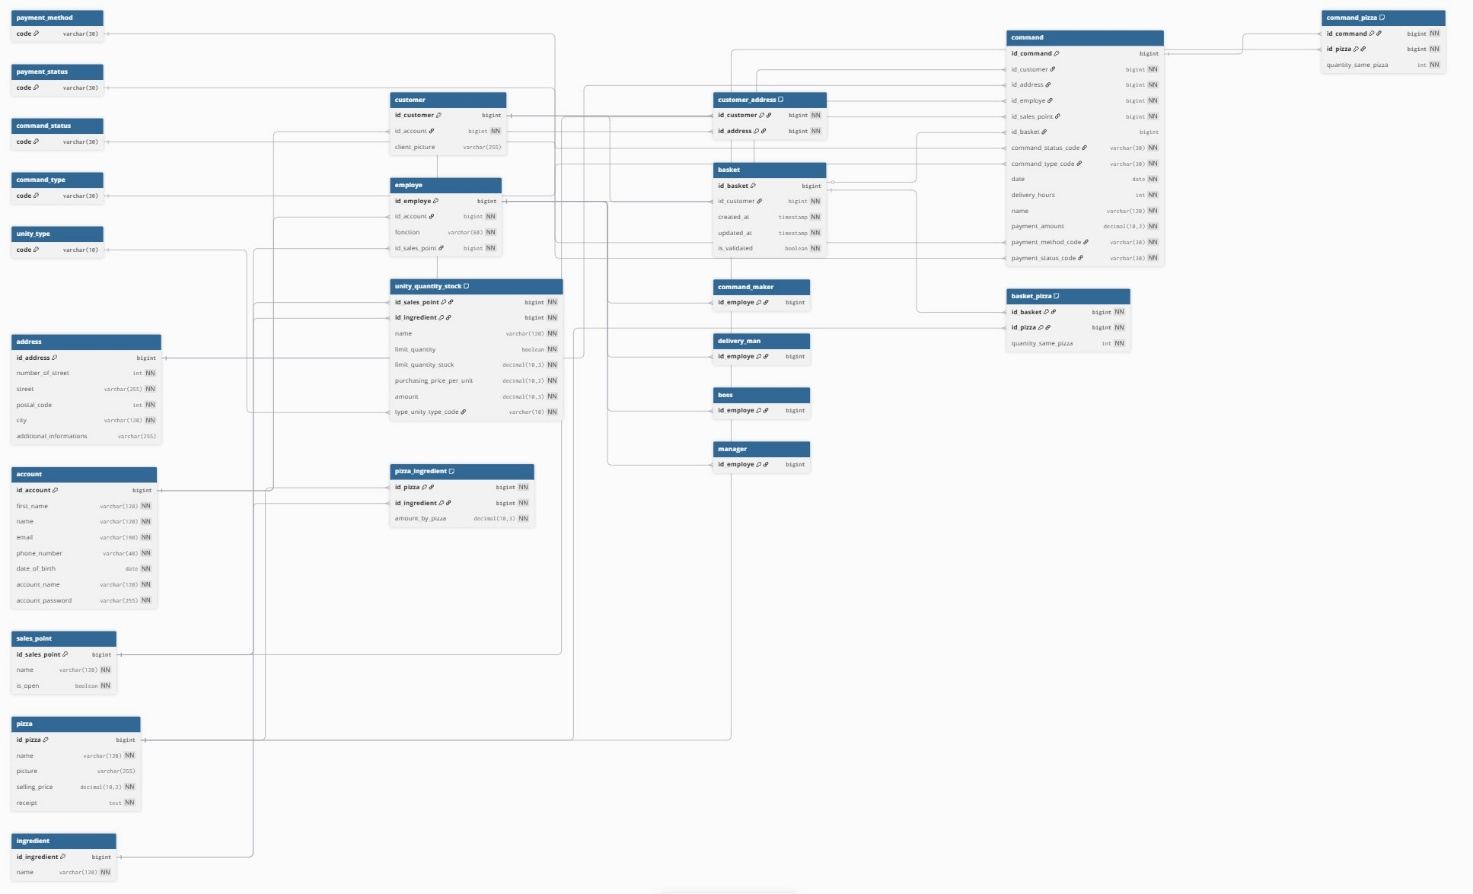 payment_method
code varchar(30)
payment_status
code varchar(30)
command_status
code varchar(30)
command_type
code varchar(30)
unity_type
code varchar(10)
address
id_address bigint
number_of_street int NN
street varchar(255) NN
postal_code int NN
city varchar(120) NN
additional_informations varchar(255)
account
id_account bigint
first_name varchar(120) NN
name varchar(120) NN
email varchar(190) NN
phone_number varchar(40) NN
date_of_birth date NN
account_name varchar(120) NN
account_password varchar(255) NN
sales_point
id_sales_point bigint
name varchar(120) NN
is_open boolean NN
pizza
id_pizza bigint
name varchar(120) NN
picture varchar(255)
selling_price decimal(10,2) NN
receipt text NN
ingredient
id_ingredient bigint
name varchar(120) NN
customer
id_customer bigint
id_account bigint NN
client_picture varchar(255)
employe
id_employe bigint
id_account bigint NN
fonction varchar(60) NN
id_sales_point bigint NN
unity_quantity_stock
id_sales_point bigint NN
id_ingredient bigint NN
name varchar(120) NN
limit_quantity boolean NN
limit_quantity_stock decimal(10,3) NN
purchasing_price_per_unit decimal(10,2) NN
amount decimal(10,3) NN
type_unity_type_code varchar(10) NN
pizza_ingredient
id_pizza bigint NN
id_ingredient bigint NN
amount_by_pizza decimal(10,3) NN
customer_address
id_customer bigint NN
id_address bigint NN
basket
id_basket bigint
id_customer bigint NN
created_at timestamp NN
updated_at timestamp NN
is_validated boolean NN
command_maker
id_employe bigint
delivery_man
id_employe bigint
boss
id_employe bigint
manager
id_employe bigint
command
id_command bigint
id_customer bigint NN
id_address bigint NN
id_employe bigint NN
id_sales_point bigint NN
id_basket bigint
command_status_code varchar(30) NN
command_type_code varchar(30) NN
date date NN
delivery_hours int NN
name varchar(120) NN
payment_amount decimal(10,2) NN
payment_method_code varchar(30) NN
payment_status_code varchar(30) NN
basket_pizza
id_basket bigint NN
id_pizza bigint NN
quantity_same_pizza int NN
command_pizza
id_command bigint NN
id_pizza bigint NN
quantity_same_pizza int NN